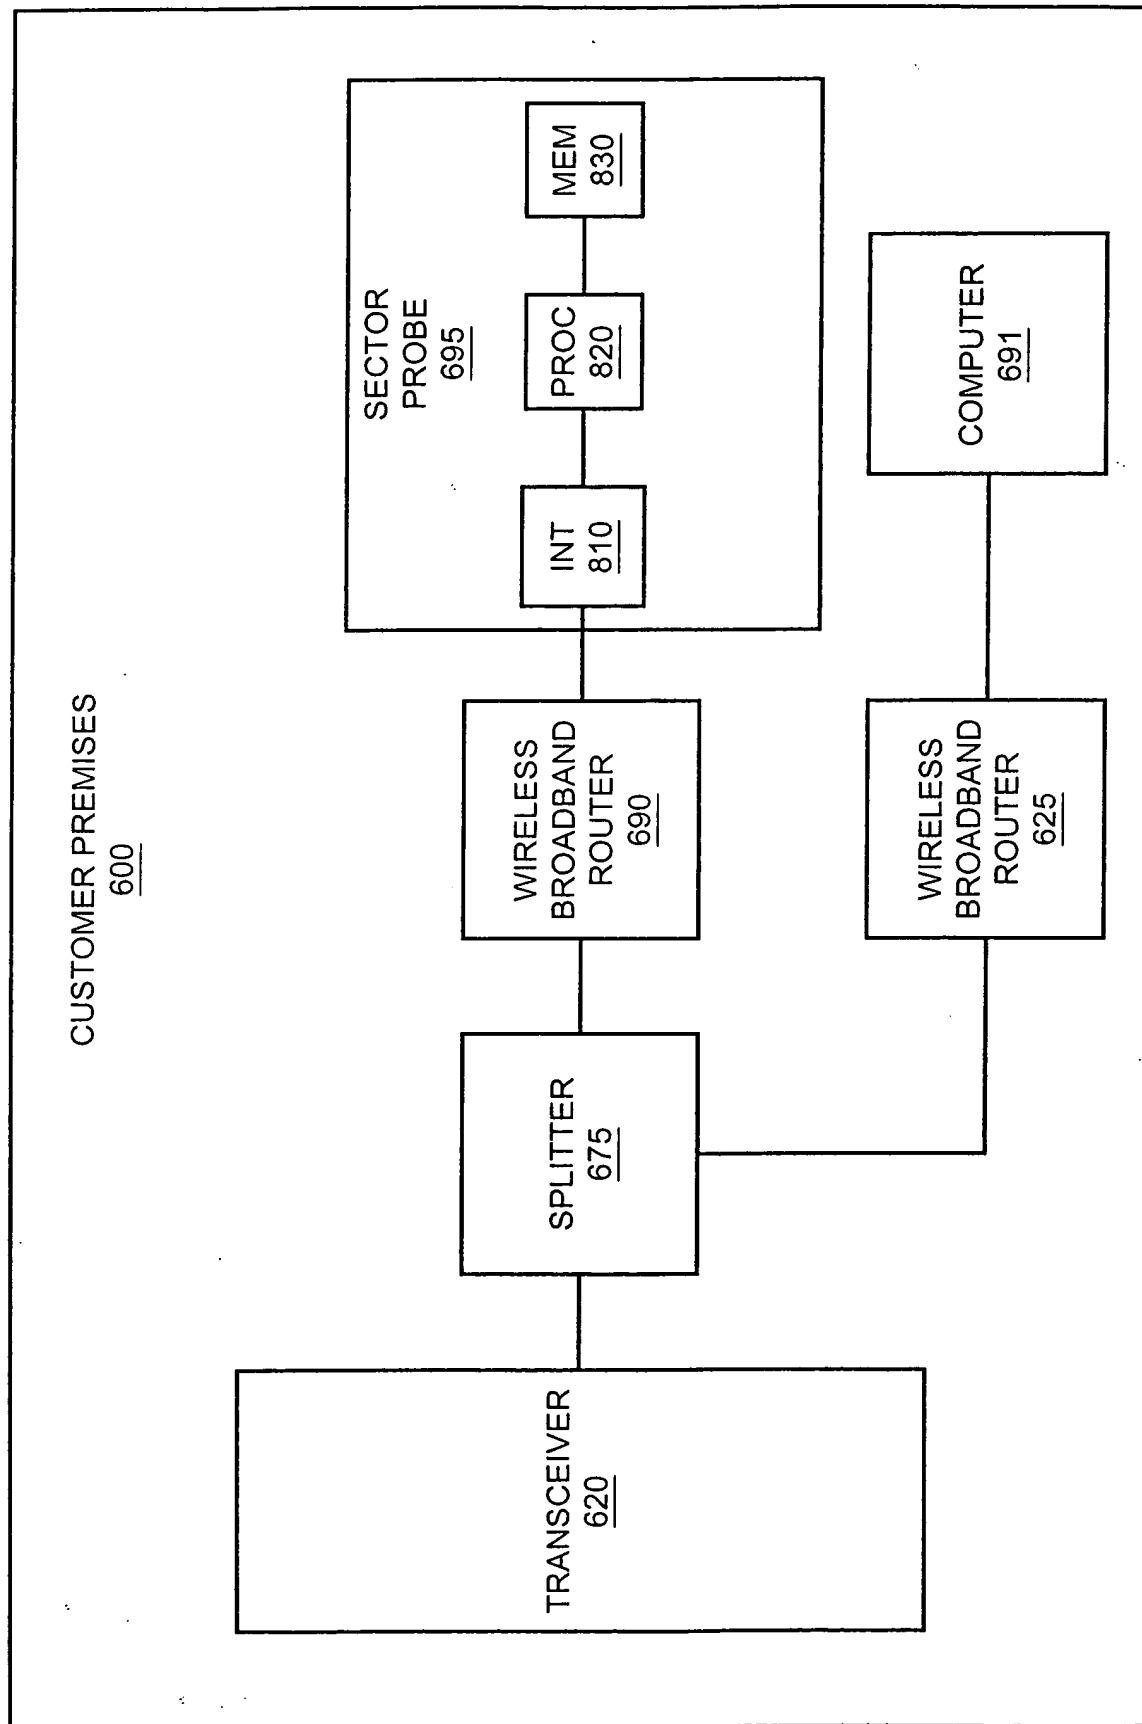 CUSTOMER PREMISES
600
TRANSCEIVER
620
SPLITTER
675
WIRELESS
BROADBAND
ROUTER
690
SECTOR
PROBE
695
INT
810
PROC
820
MEM
830
WIRELESS
BROADBAND
ROUTER
625
COMPUTER
691